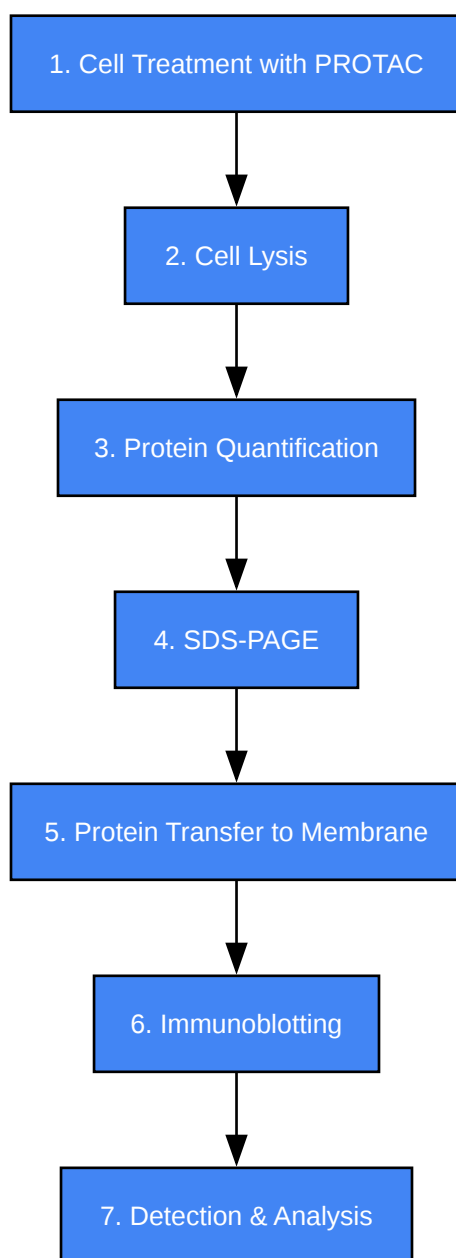 1. Cell Treatment with PROTAC
2. Cell Lysis
3. Protein Quantification
4. SDS-PAGE
5. Protein Transfer to Membrane
6. Immunoblotting
7. Detection & Analysis